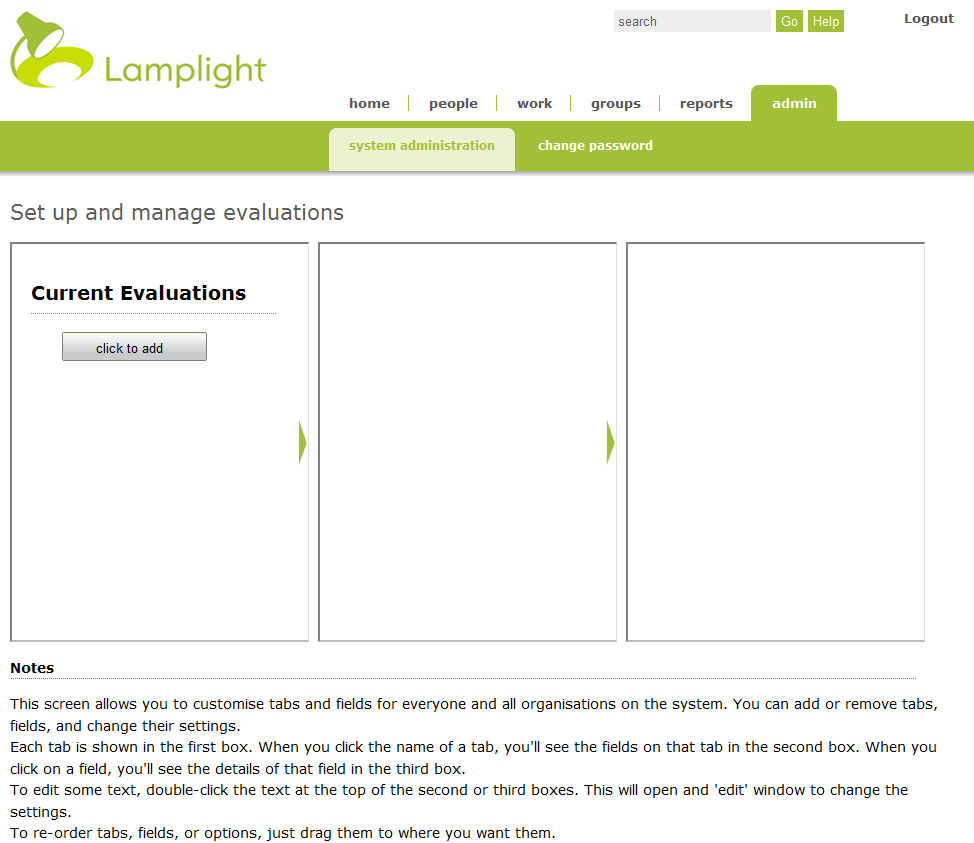 search
Go
Help
Logout
Lamplight
home
people
work
groups
reports
admin
system administration
change password
Set up and manage evaluations
Current Evaluations
click to add
Notes
This screen allows you to customise tabs and fields for everyone and all organisations on the system. You can add or remove tabs,
fields, and change their settings.
Each tab is shown in the first box. When you click the name of a tab, you'll see the fields on that tab in the second box. When you
click on a field, you'll see the details of that field in the third box.
To edit some text, double-click the text at the top of the second or third boxes. This will open and 'edit' window to change the
settings.
To re-order tabs, fields, or options, just drag them to where you want them.